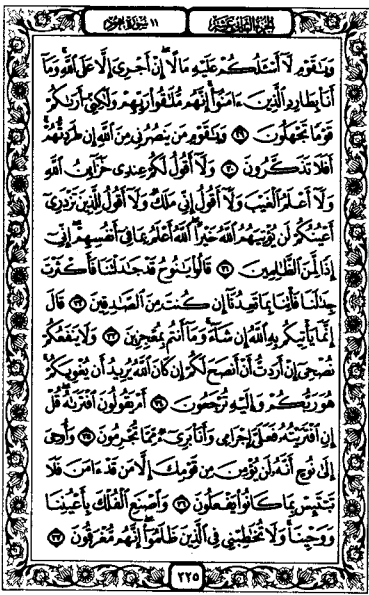 الجزء الثاني عشر
١١ سورة هود
وَيَٰقَوْمِ لَآ أَسْـَٔلُكُمْ عَلَيْهِ مَالًا إِنْ أَجْرِىَ إِلَّا عَلَى ٱللَّهِ وَمَآ
أَنَا۠ بِطَارِدِ ٱلَّذِينَ ءَامَنُوٓا۟ إِنَّهُم مُّلَٰقُوا۟ رَبِّهِمْ وَلَٰكِنِّىٓ أَرَىٰكُمْ
قَوْمًا تَجْهَلُونَ ٢٩ وَيَٰقَوْمِ مَن يَنصُرُنِى مِنَ ٱللَّهِ إِن طَرَدتُّهُمْ
أَفَلَا تَذَكَّرُونَ ٣٠ وَلَآ أَقُولُ لَكُمْ عِندِى خَزَآئِنُ ٱللَّهِ
وَلَآ أَعْلَمُ ٱلْغَيْبَ وَلَآ أَقُولُ إِنِّى مَلَكٌ وَلَآ أَقُولُ لِلَّذِينَ تَزْدَرِىٓ
أَعْيُنُكُمْ لَن يُؤْتِيَهُمُ ٱللَّهُ خَيْرًا ٱللَّهُ أَعْلَمُ بِمَا فِىٓ أَنفُسِهِمْ إِنِّىٓ
إِذًا لَّمِنَ ٱلظَّٰلِمِينَ ٣١ قَالُوا۟ يَٰنُوحُ قَدْ جَٰدَلْتَنَا فَأَكْثَرْتَ
جِدَٰلَنَا فَأْتِنَا بِمَا تَعِدُنَآ إِن كُنتَ مِنَ ٱلصَّٰدِقِينَ ٣٢ قَالَ
إِنَّمَا يَأْتِيكُم بِهِ ٱللَّهُ إِن شَآءَ وَمَآ أَنتُم بِمُعْجِزِينَ ٣٣ وَلَا يَنفَعُكُمْ
نُصْحِىٓ إِنْ أَرَدتُّ أَنْ أَنصَحَ لَكُمْ إِن كَانَ ٱللَّهُ يُرِيدُ أَن يُغْوِيَكُمْ
هُوَ رَبُّكُمْ وَإِلَيْهِ تُرْجَعُونَ ٣٤ أَمْ يَقُولُونَ ٱفْتَرَىٰهُ قُلْ
إِنِ ٱفْتَرَيْتُهُۥ فَعَلَىَّ إِجْرَامِى وَأَنَا۠ بَرِىٓءٌ مِّمَّا تُجْرِمُونَ ٣٥ وَأُوحِىَ
إِلَىٰ نُوحٍ أَنَّهُۥ لَن يُؤْمِنَ مِن قَوْمِكَ إِلَّا مَن قَدْ ءَامَنَ فَلَا
تَبْتَئِسْ بِمَا كَانُوا۟ يَفْعَلُونَ ٣٦ وَٱصْنَعِ ٱلْفُلْكَ بِأَعْيُنِنَا
وَوَحْيِنَا وَلَا تُخَٰطِبْنِى فِى ٱلَّذِينَ ظَلَمُوٓا۟ إِنَّهُم مُّغْرَقُونَ ٣٧
٢٢٥